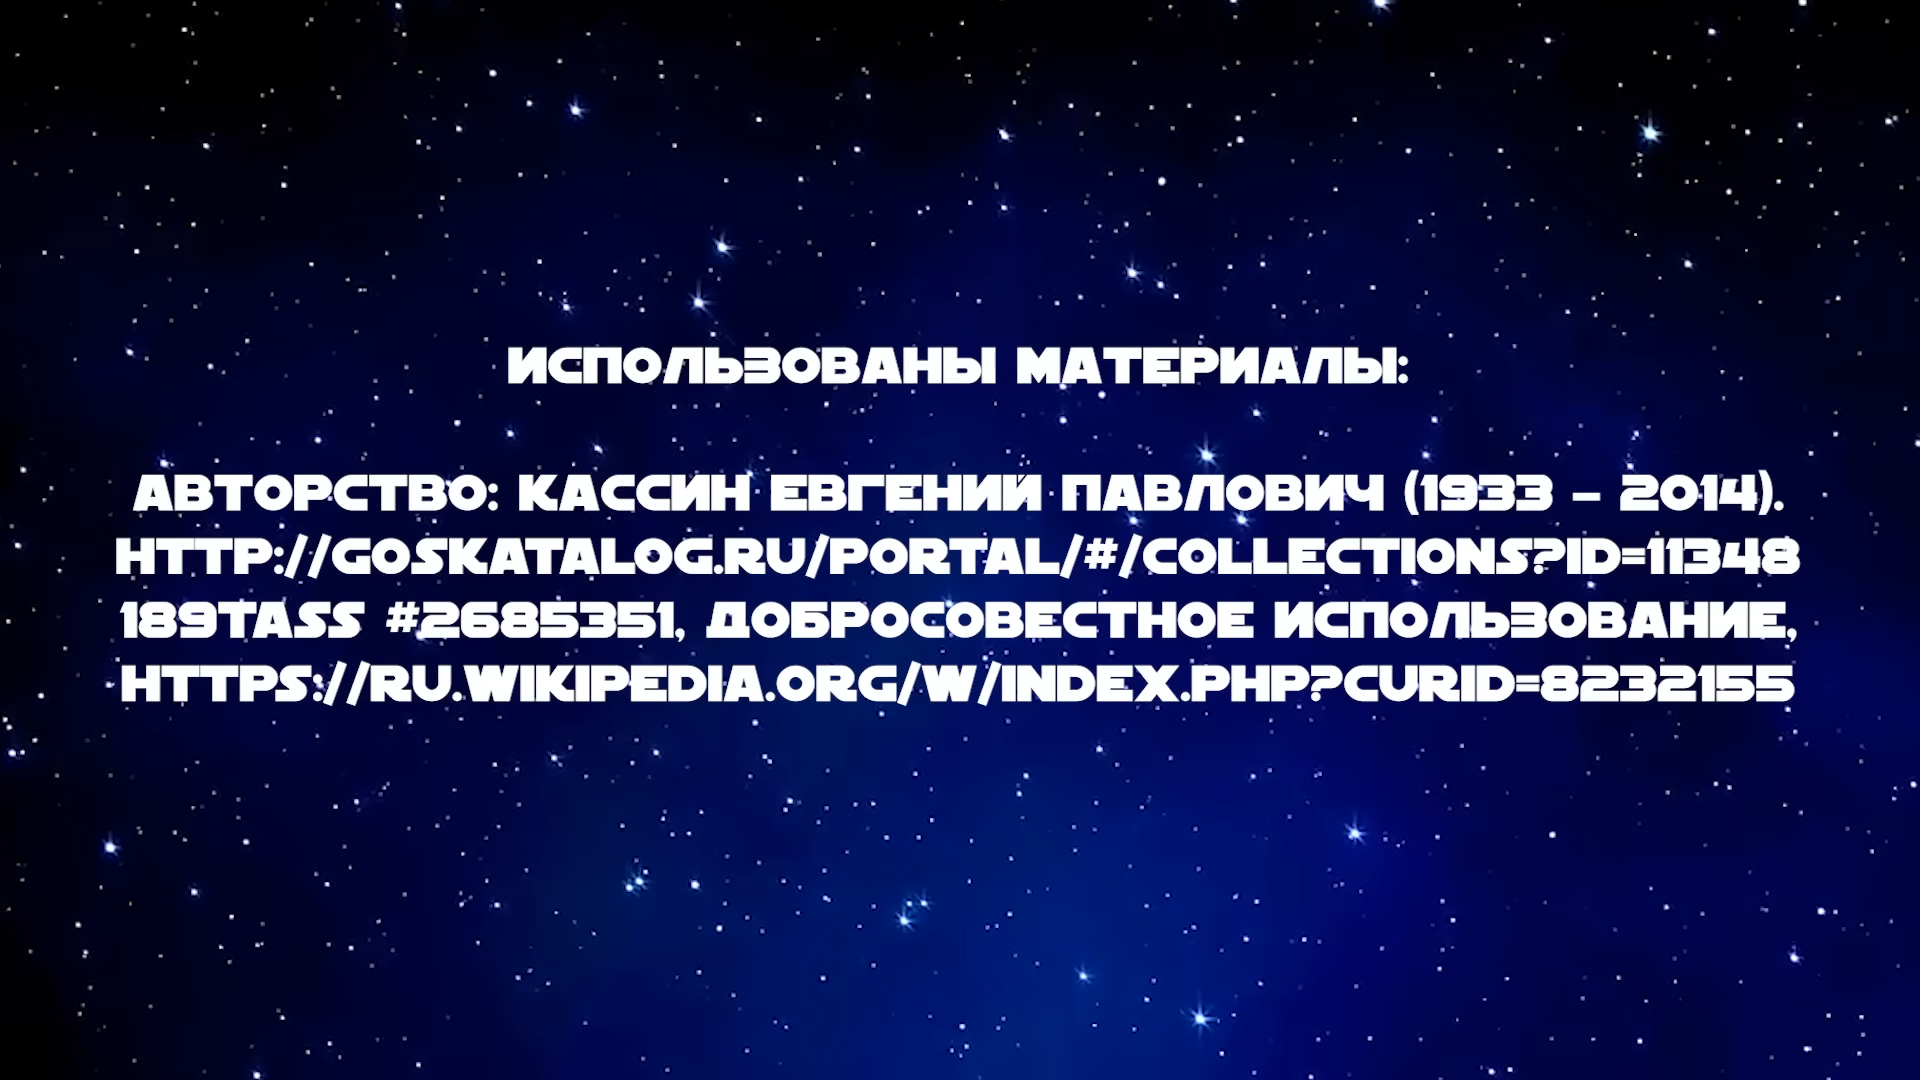 ИСПОЛЬЗОВАНЫ МАТЕРИАЛЫ:
АВТОРСТВО: КАССИН ЕВГЕНИЙ ПАВЛОВИЧ (1933 – 2014).
HTTP://GOSKATALOG.RU/PORTAL/#/COLLECTIONS?ID=11348
189TASS #2685351, ДОБРОСОВЕСТНОЕ ИСПОЛЬЗОВАНИЕ,
HTTPS://RU.WIKIPEDIA.ORG/W/INDEX.PHP?CURID=8232155